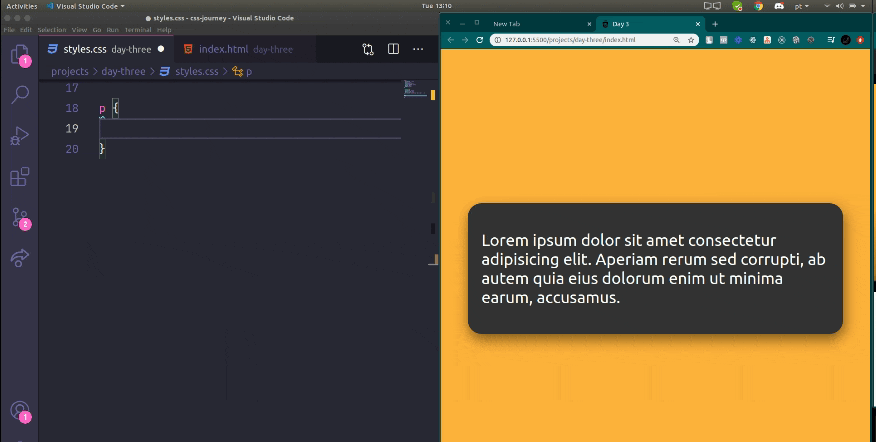 Activities
Visual Studio Code
Tue 13:10
pt
styles.css - css-journey - Visual Studio Code
File Edit Selection View Go Run Terminal Help
styles.css day-three
index.html day-three
projects day-three styles.css p
17
18 p {
19
20 }
1
2
1
New Tab
Day 3
127.0.0.1:5500/projects/day-three/index.html
Lorem ipsum dolor sit amet consectetur
adipisicing elit. Aperiam rerum sed corrupti, ab
autem quia eius dolorum enim ut minima
earum, accusamus.